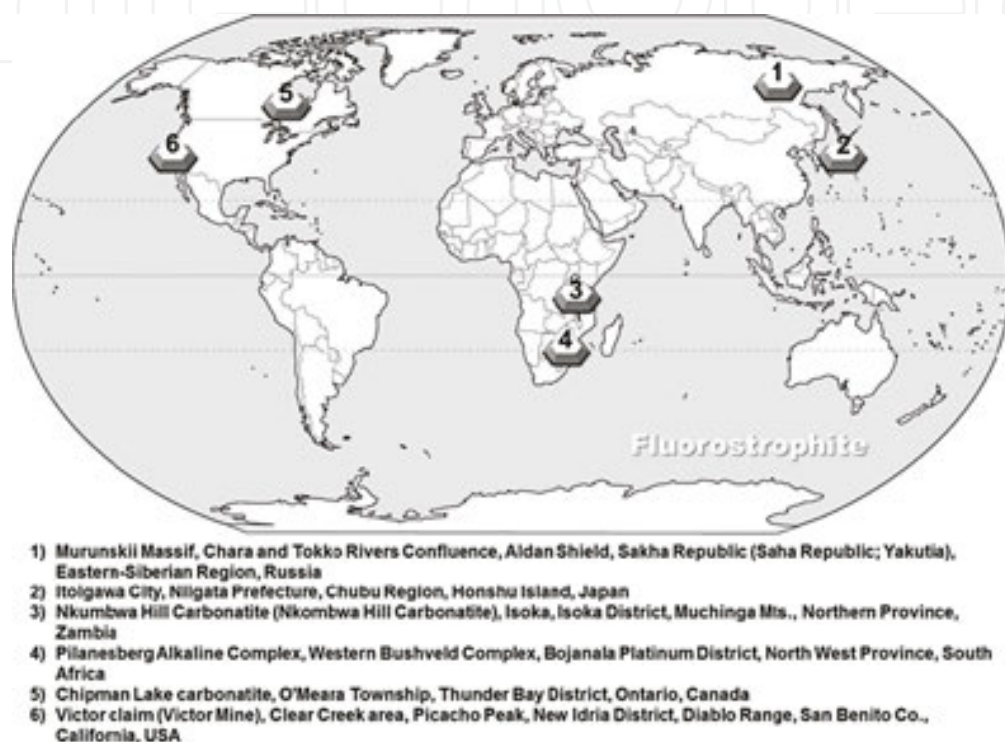 1
5
6
2
3
4
Fluorostrophite
1) Murunskii Massif, Chara and Tokko Rivers Confluence, Aldan Shield, Sakha Republic (Saha Republic; Yakutia),
Eastern-Siberian Region, Russia
2) Itoigawa City, Niigata Prefecture, Chubu Region, Honshu Island, Japan
3) Nkumbwa Hill Carbonatite (Nkombwa Hill Carbonatite), Isoka, Isoka District, Muchinga Mts., Northern Province,
Zambia
4) Pilanesberg Alkaline Complex, Western Bushveld Complex, Bojanala Platinum District, North West Province, South
Africa
5) Chipman Lake carbonatite, O'Meara Township, Thunder Bay District, Ontario, Canada
6) Victor claim (Victor Mine), Clear Creek area, Picacho Peak, New Idria District, Diablo Range, San Benito Co.,
California, USA